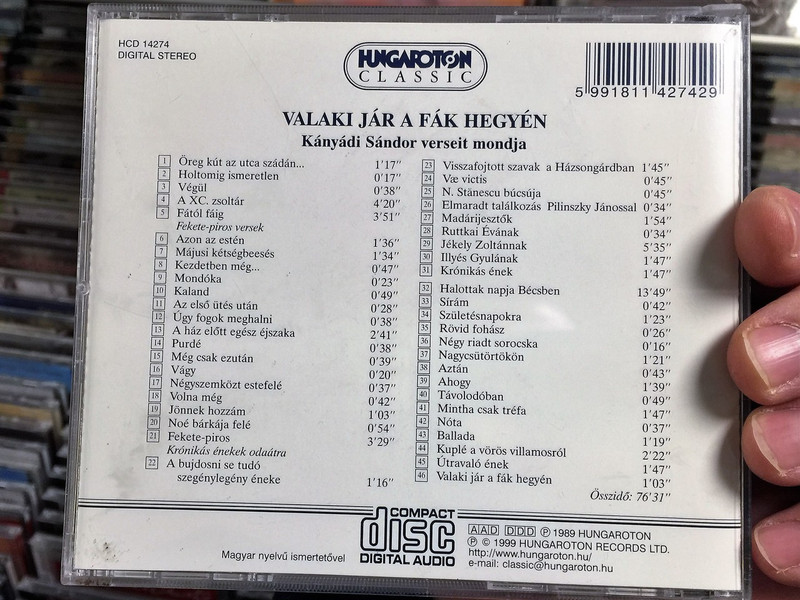 HCD 14274
DIGITAL STEREO
HUNGAROTON
CLASSIC
5 991811 427429
VALAKI JÁR A FÁK HEGYÉN
Kányádi Sándor verseit mondja
1 Öreg kút az utca szádán... 1'17"
2 Holtomig ismeretlen 0'17"
3 Végül 0'38"
4 A XC. zsoltár 4'20"
5 Fától fáig 3'51"
Fekete-piros versek
6 Azon az estén 1'36"
7 Májusi kétségbeesés 1'34"
8 Kezdetben még... 0'47"
9 Mondóka 0'23"
10 Kaland 0'49"
11 Az első ütés után 0'28"
12 Úgy fogok meghalni 0'38"
13 A ház előtt egész éjszaka 2'41"
14 Purdé 0'38"
15 Még csak ezután 0'39"
16 Vágy 0'20"
17 Négyszemközt estefelé 0'37"
18 Volna még 0'42"
19 Jönnek hozzám 1'03"
20 Noé bárkája felé 0'54"
21 Fekete-piros 3'29"
Krónikás énekek odaátra
22 A bujdosni se tudó
szegénylegény éneke 1'16"
23 Visszafojtott szavak a Házsongárdban 1'45"
24 Væ victis 0'45"
25 N. Stănescu búcsúja 0'45"
26 Elmaradt találkozás Pilinszky Jánossal 0'34"
27 Madárijesztők 1'54"
28 Ruttkai Évának 0'34"
29 Jékely Zoltánnak 5'35"
30 Illyés Gyulának 1'47"
31 Krónikás ének 1'47"
32 Halottak napja Bécsben 13'49"
33 Sírám 0'42"
34 Születésnapokra 1'23"
35 Rövid fohász 0'26"
36 Négy riadt sorocska 0'16"
37 Nagycsütörtökön 1'21"
38 Aztán 0'43"
39 Ahogy 1'39"
40 Távolodóban 0'49"
41 Mintha csak tréfa 1'47"
42 Nóta 0'37"
43 Ballada 1'19"
44 Kuplé a vörös villamosról 2'22"
45 Útravaló ének 1'47"
46 Valaki jár a fák hegyén 1'03"
Összidő: 76'31"
Magyar nyelvű ismertetővel
COMPACT
disc
DIGITAL AUDIO
AAD DDD ℗ 1989 HUNGAROTON
℗ © 1999 HUNGAROTON RECORDS LTD.
http://www.hungaroton.hu/
e-mail: classic@hungaroton.hu